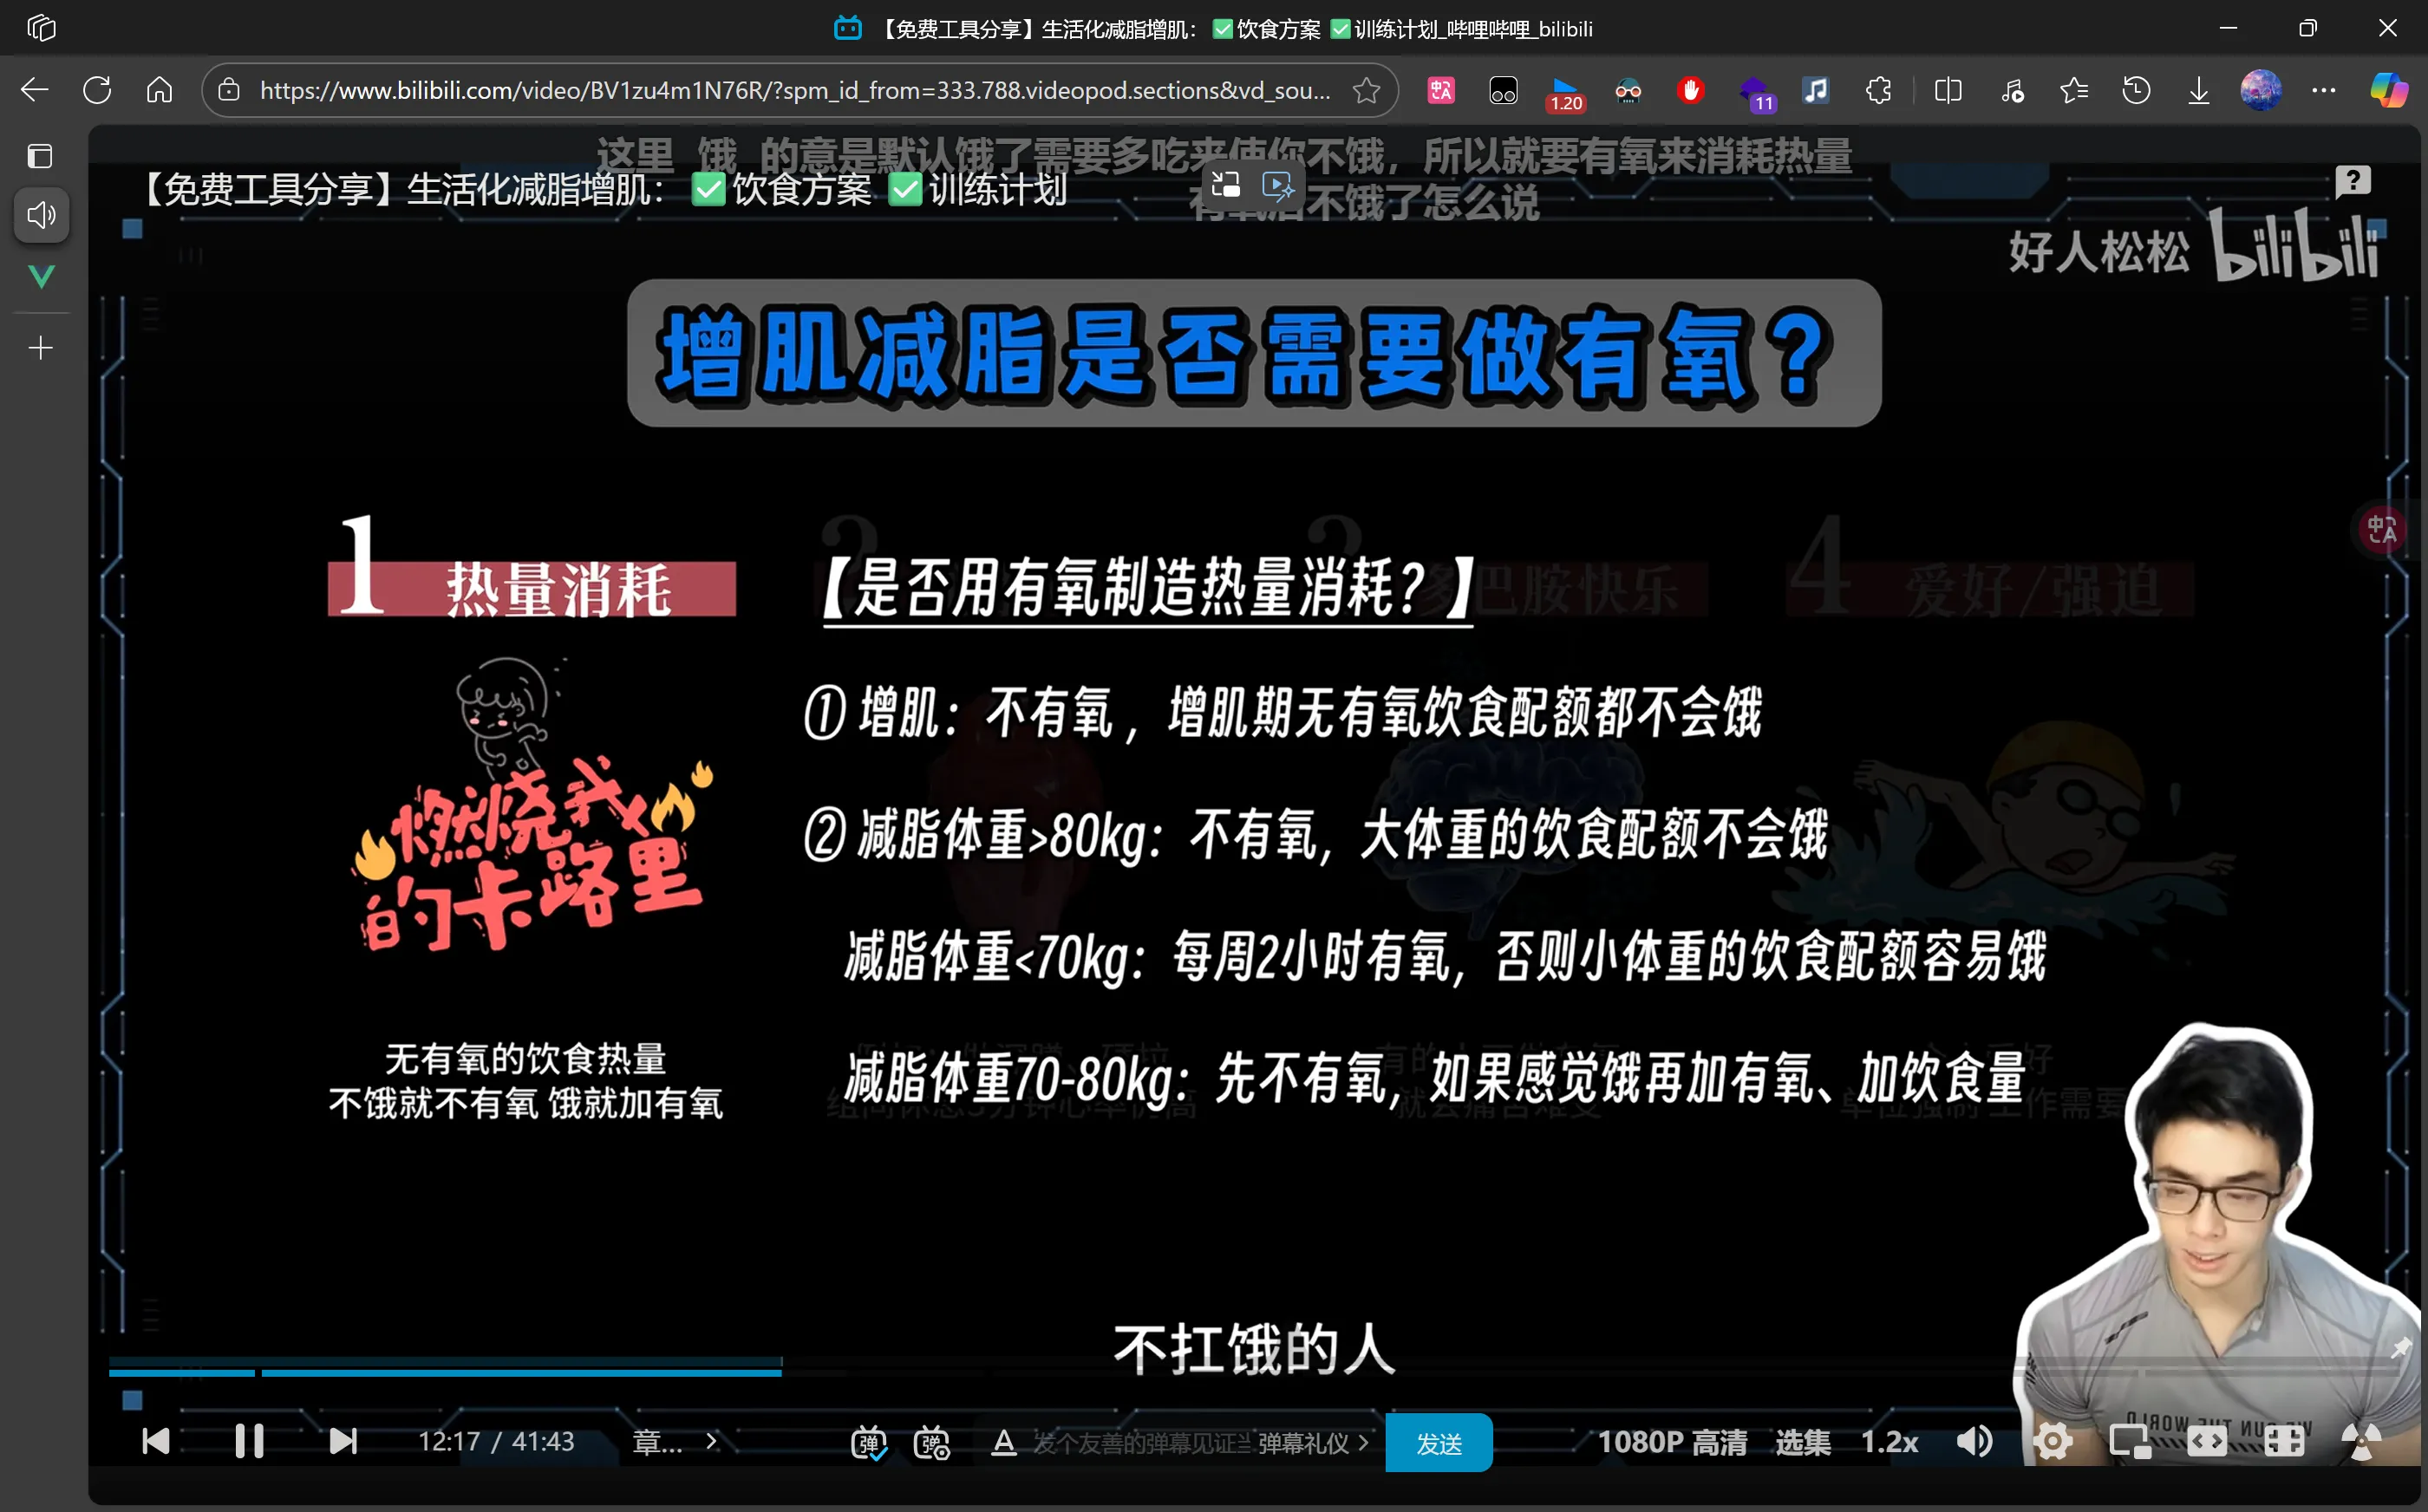 【免费工具分享】生活化减脂增肌：✅饮食方案 ✅训练计划_哔哩哔哩_bilibili
https://www.bilibili.com/video/BV1zu4m1N76R/?spm_id_from=333.788.videopod.sections&vd_sou...
1.20
11
这里 饿 的意是默认饿了需要多吃来使你不饿，所以就要有氧来消耗热量
【免费工具分享】生活化减脂增肌：✅饮食方案 ✅训练计划
不饿了怎么说
好人松松 bilibili
增肌减脂是否需要做有氧？
1 热量消耗
【是否用有氧制造热量消耗？】
多巴胺快乐
4 爱好/强迫
①增肌：不有氧，增肌期无有氧饮食配额都不会饿
②减脂体重>80kg：不有氧，大体重的饮食配额不会饿
燃烧我
的卡路里
减脂体重<70kg：每周2小时有氧，否则小体重的饮食配额容易饿
减脂体重70-80kg：先不有氧，如果感觉饿再加有氧、加饮食量
无有氧的饮食热量
不饿就不有氧 饿就加有氧
不扛饿的人
12:17 / 41:43
章...
弹
弹
发个友善的弹幕见证当
弹幕礼仪 >
发送
1080P 高清
选集
1.2x